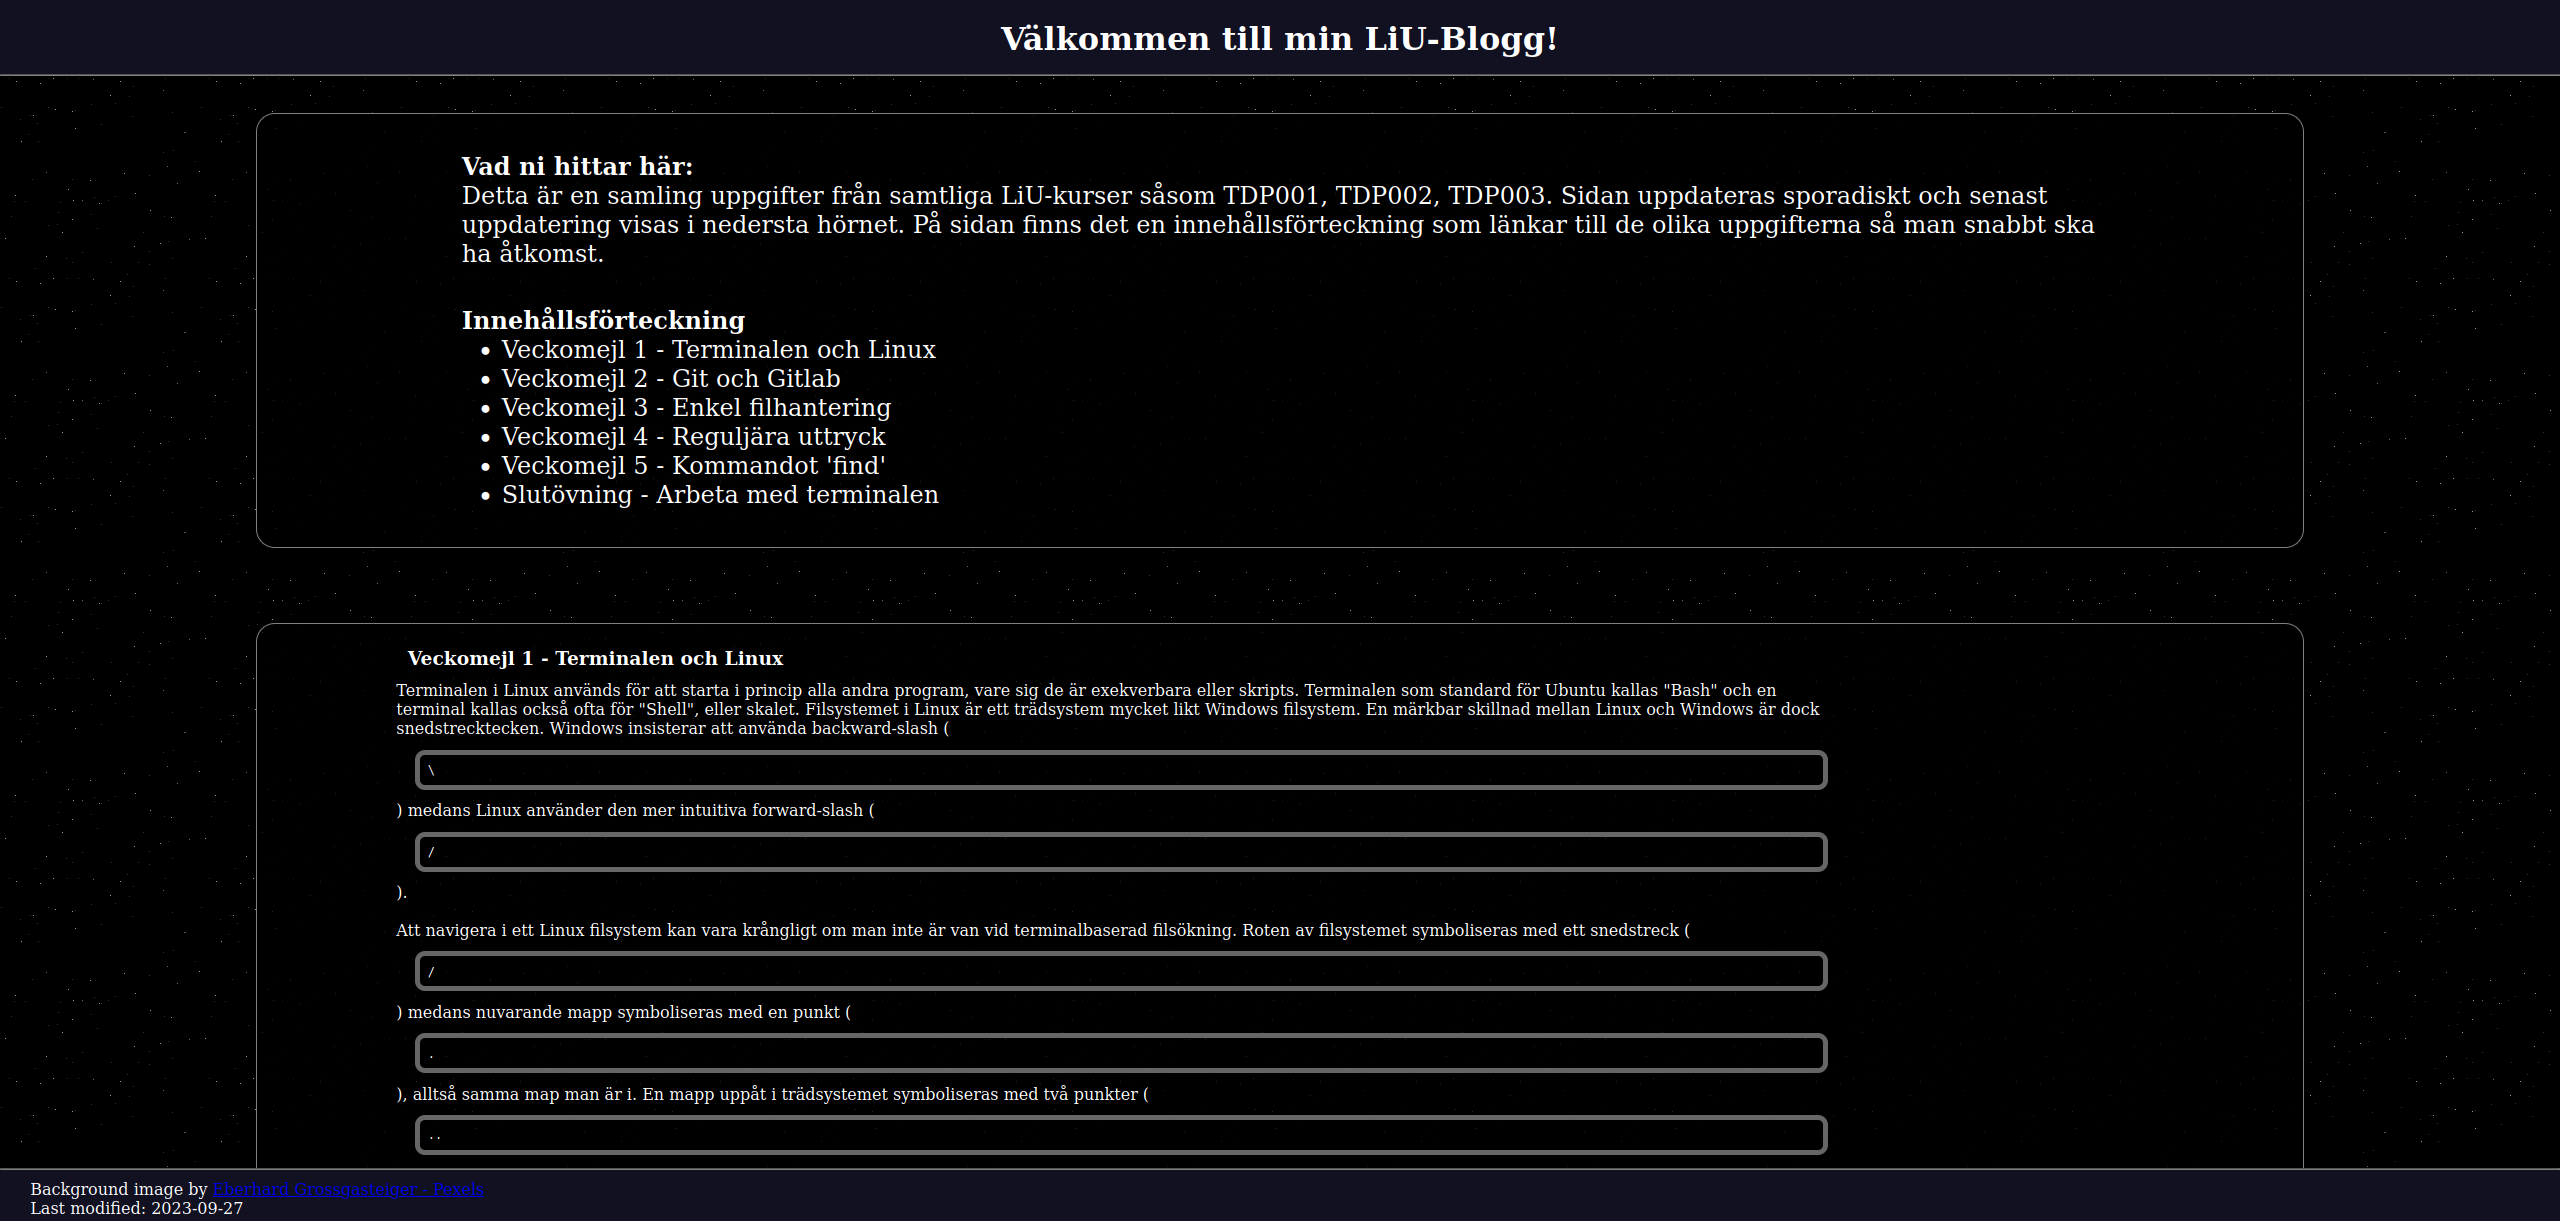 Välkommen till min LiU-Blogg!
Vad ni hittar här:
Detta är en samling uppgifter från samtliga LiU-kurser såsom TDP001, TDP002, TDP003. Sidan uppdateras sporadiskt och senast
uppdatering visas i nedersta hörnet. På sidan finns det en innehållsförteckning som länkar till de olika uppgifterna så man snabbt ska
ha åtkomst.
Innehållsförteckning
• Veckomejl 1 - Terminalen och Linux
• Veckomejl 2 - Git och Gitlab
• Veckomejl 3 - Enkel filhantering
• Veckomejl 4 - Reguljära uttryck
• Veckomejl 5 - Kommandot 'find'
• Slutövning - Arbeta med terminalen
Veckomejl 1 - Terminalen och Linux
Terminalen i Linux används för att starta i princip alla andra program, vare sig de är exekverbara eller skripts. Terminalen som standard för Ubuntu kallas "Bash" och en
terminal kallas också ofta för "Shell", eller skalet. Filsystemet i Linux är ett trädsystem mycket likt Windows filsystem. En märkbar skillnad mellan Linux och Windows är dock
snedstrecktecken. Windows insisterar att använda backward-slash (
\
) medans Linux använder den mer intuitiva forward-slash (
/
).
Att navigera i ett Linux filsystem kan vara krångligt om man inte är van vid terminalbaserad filsökning. Roten av filsystemet symboliseras med ett snedstreck (
/
) medans nuvarande mapp symboliseras med en punkt (
.
), alltså samma map man är i. En mapp uppåt i trädsystemet symboliseras med två punkter (
..
Background image by Eberhard Grossgasteiger - Pexels
Last modified: 2023-09-27